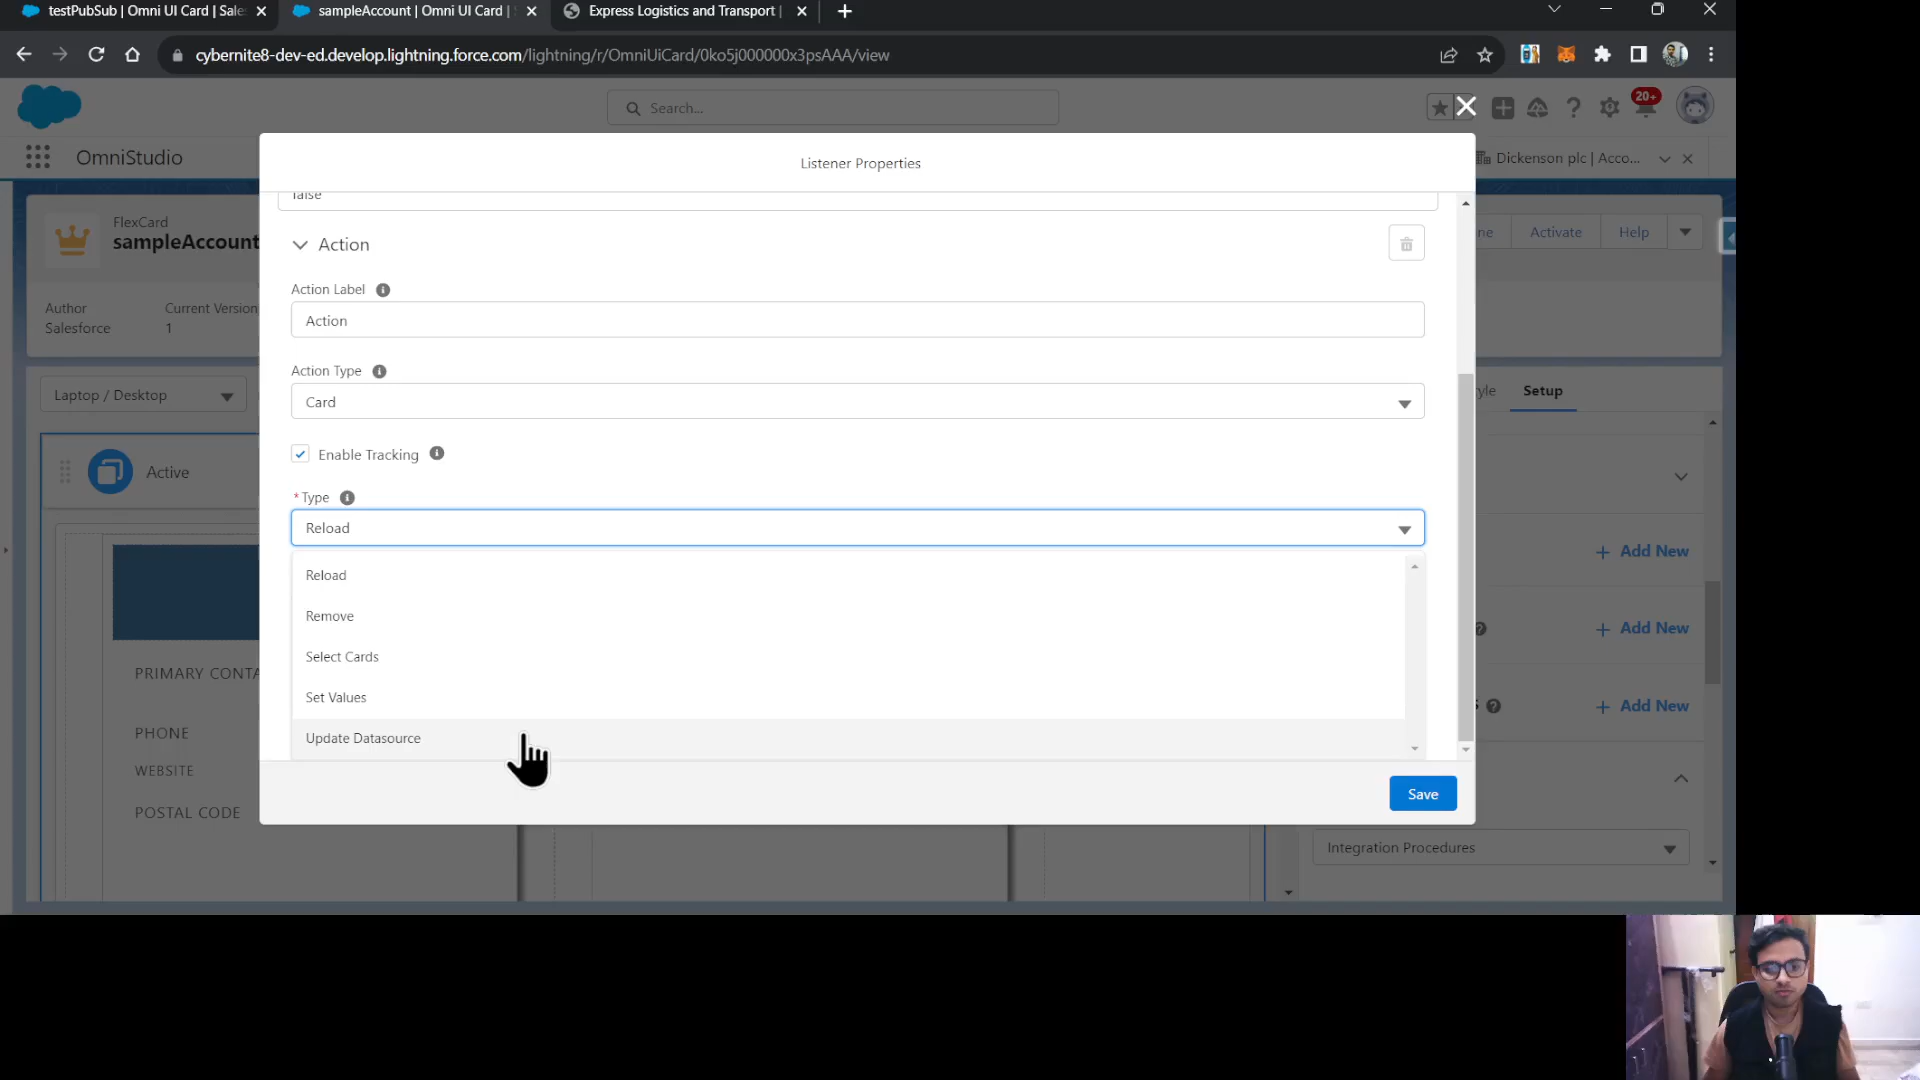 testPubSub | Omni UI Card | Sale
sampleAccount | Omni UI Card |
Express Logistics and Transport |
cybernite8-dev-ed.develop.lightning.force.com/lightning/r/OmniUiCard/0ko5j000000x3psAAA/view
Search...
20+
OmniStudio
Dickenson plc | Acco...
Listener Properties
FlexCard
sampleAccount
Author
Salesforce
Current Version
1
Activate
Help
false
Action
Action Label
Action
Action Type
Card
Enable Tracking
* Type
Reload
Reload
Remove
Select Cards
Set Values
Update Datasource
Save
Laptop / Desktop
Active
PRIMARY CONTA
PHONE
WEBSITE
POSTAL CODE
Setup
+ Add New
+ Add New
+ Add New
Integration Procedures